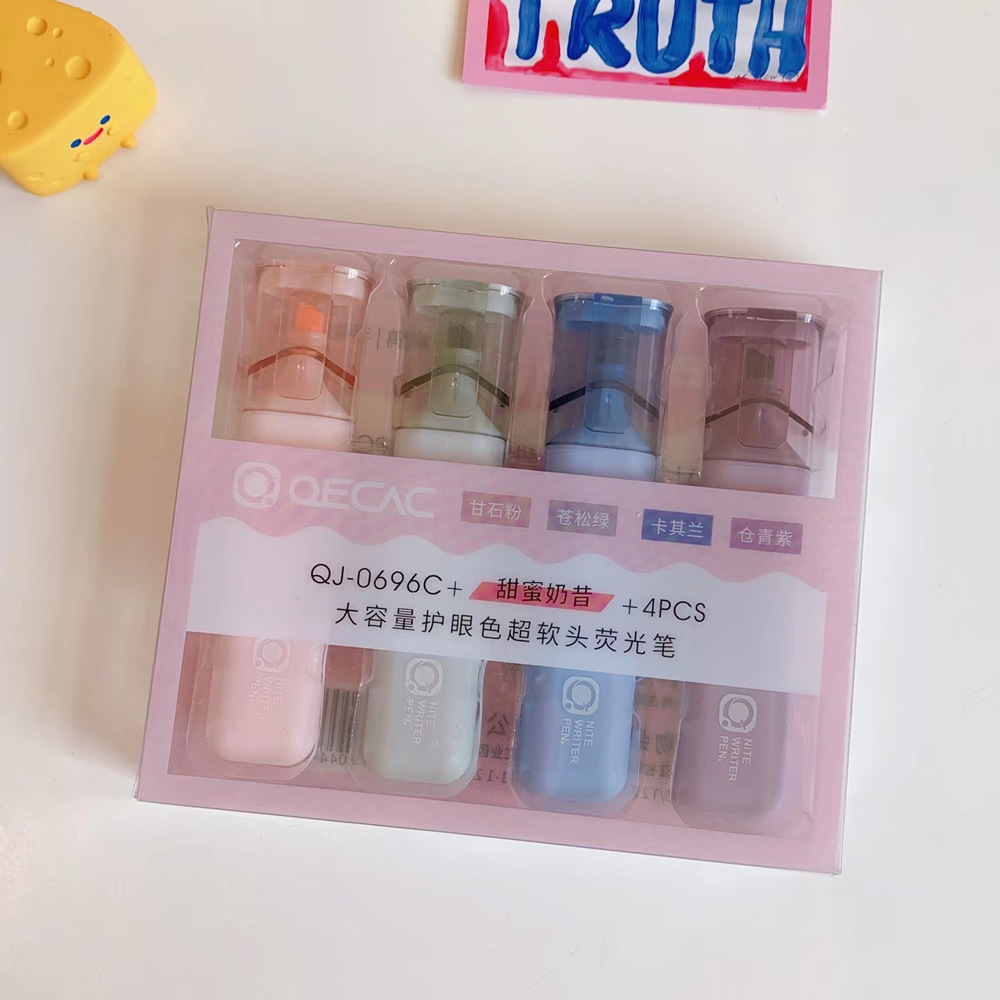 TRUTH
QECAC
甘石粉
苍松绿
卡其兰
仓青紫
QJ-0696C+ 甜蜜奶昔 +4PCS
大容量护眼色超软头荧光笔
NITE
WRITER
PEN.
NITE
WRITER
PEN.
NITE
WRITER
PEN.
NITE
WRITER
PEN.